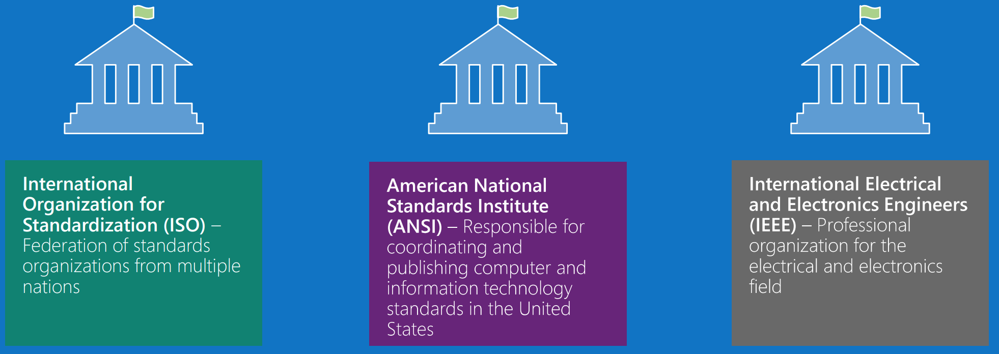 International
Organization for
Standardization (ISO) –
Federation of standards
organizations from multiple
nations
American National
Standards Institute
(ANSI) – Responsible for
coordinating and
publishing computer and
information technology
standards in the United
States
International Electrical
and Electronics Engineers
(IEEE) – Professional
organization for the
electrical and electronics
field